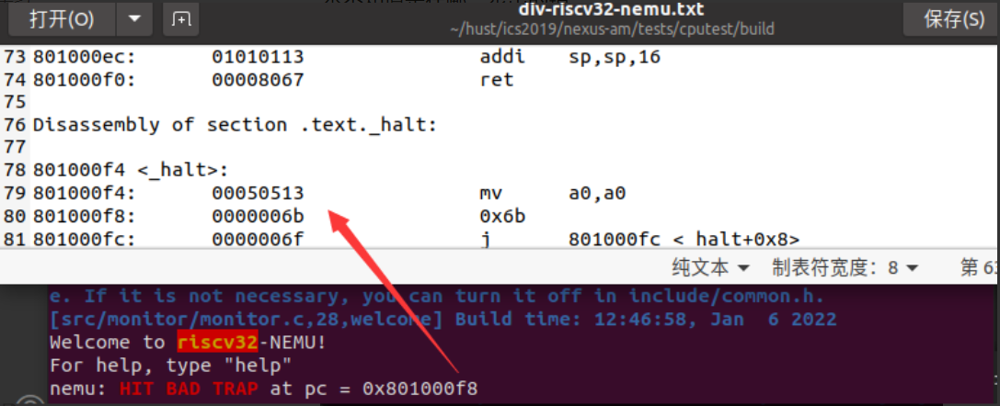 打开(O)
div-riscv32-nemu.txt
~/hust/ics2019/nexus-am/tests/cputest/build
保存(S)
73 801000ec: 01010113 addi sp,sp,16
74 801000f0: 00008067 ret
75
76 Disassembly of section .text._halt:
77
78 801000f4 <_halt>:
79 801000f4: 00050513 mv a0,a0
80 801000f8: 0000006b 0x6b
81 801000fc: 0000006f j 801000fc <_halt+0x8>
纯文本 制表符宽度：8 第 63
e. If it is not necessary, you can turn it off in include/common.h.
[src/monitor/monitor.c,28,welcome] Build time: 12:46:58, Jan  6 2022
Welcome to riscv32-NEMU!
For help, type "help"
nemu: HIT BAD TRAP at pc = 0x801000f8